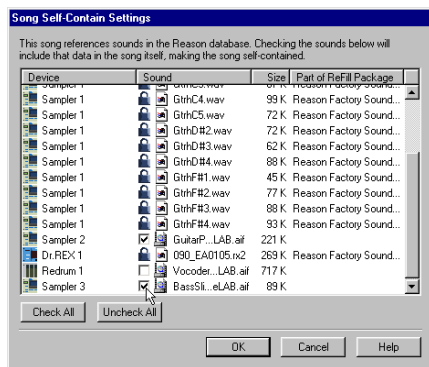 Song Self-Contain Settings
This song references sounds in the Reason database. Checking the sounds below will
include that data in the song itself, making the song self-contained.
Device Sound Size Part of ReFill Package
Sampler 1 GtrhC4.wav 99 K Reason Factory Sound...
Sampler 1 GtrhC5.wav 72 K Reason Factory Sound...
Sampler 1 GtrhD#2.wav 72 K Reason Factory Sound...
Sampler 1 GtrhD#3.wav 62 K Reason Factory Sound...
Sampler 1 GtrhD#4.wav 88 K Reason Factory Sound...
Sampler 1 GtrhF#1.wav 45 K Reason Factory Sound...
Sampler 1 GtrhF#2.wav 77 K Reason Factory Sound...
Sampler 1 GtrhF#3.wav 88 K Reason Factory Sound...
Sampler 1 GtrhF#4.wav 93 K Reason Factory Sound...
Sampler 2 GuitarP...LAB.aif 221 K
Dr.REX 1 090_EA0105.rx2 269 K Reason Factory Sound...
Redrum 1 Vocoder...LAB.aif 717 K
Sampler 3 BassSli...eLAB.aif 89 K
Check All Uncheck All
OK Cancel Help